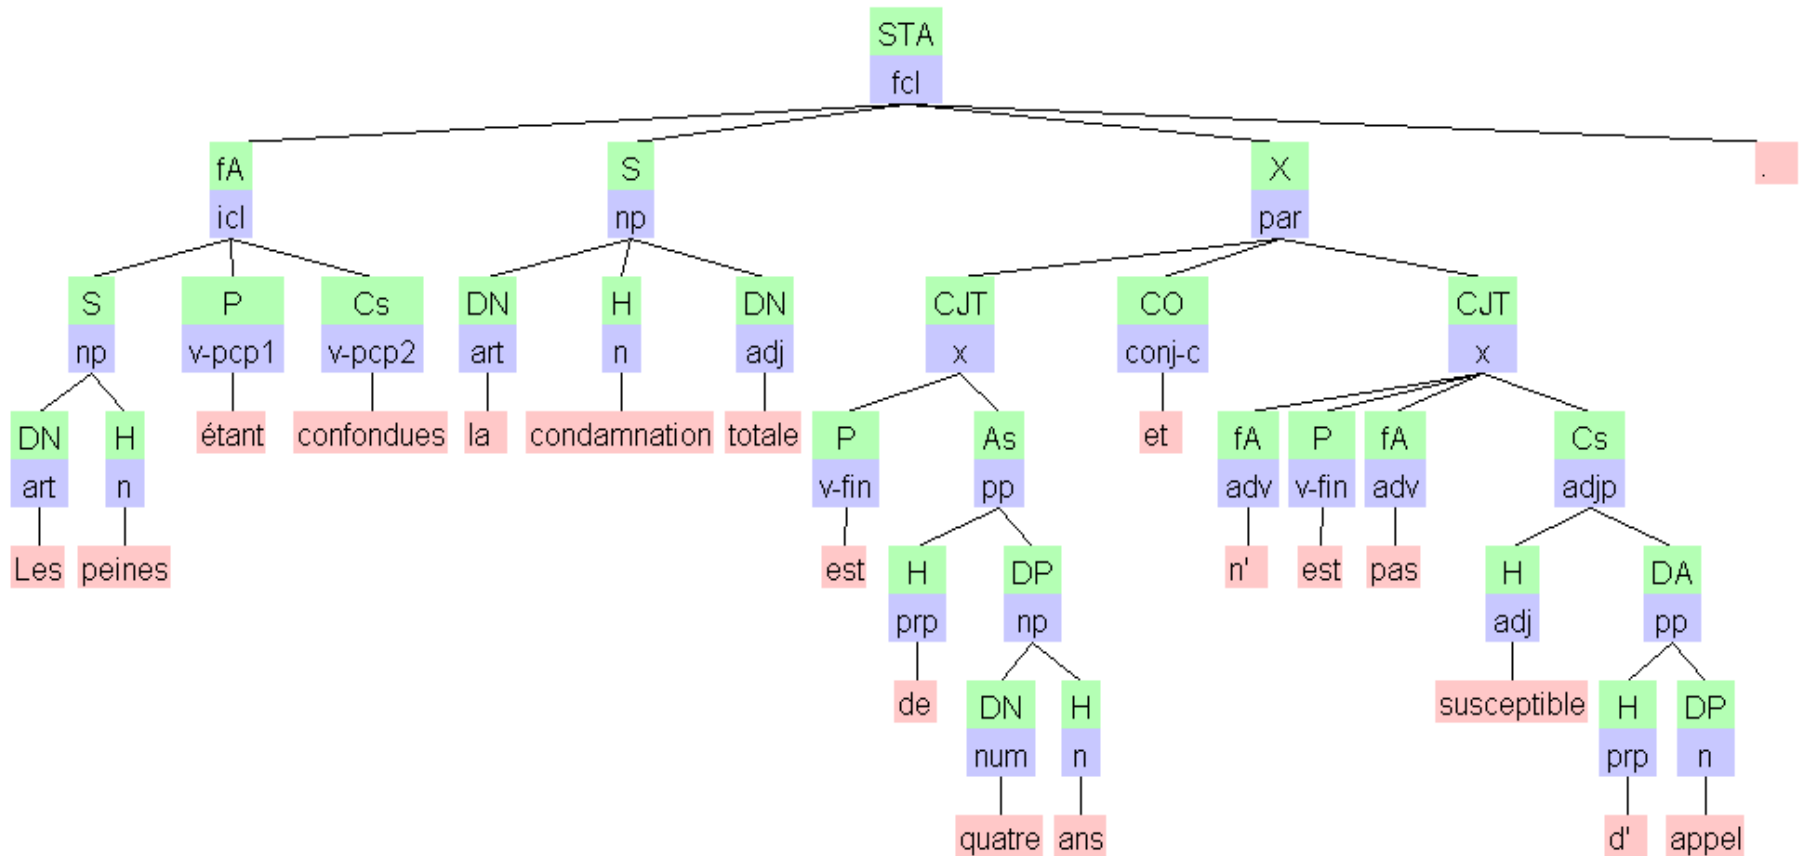 STA
fcl
fA S X .
icl np par
S P Cs DN H DN CJT CO CJT
np v-pcp1 v-pcp2 art n adj x conj-c x
DN H étant confondues la condamnation totale P As et fA P fA Cs
art n v-fin pp adv v-fin adv adjp
Les peines est H DP n' est pas H DA
prp np adj pp
de DN H susceptible H DP
num n prp n
quatre ans d' appel